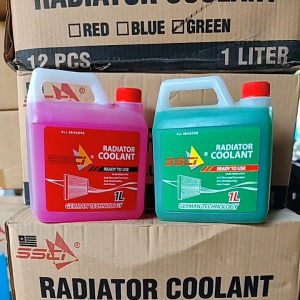 RADIATOR COOLANT
RED BLUE GREEN
12 PCS
1 LITER
ALL SEASONS
RADIATOR
COOLANT
READY TO USE
1L
GERMAN TECHNOLOGY
ALL SEASONS
RADIATOR
COOLANT
READY TO USE
1L
GERMAN TECHNOLOGY
RADIATOR COOLANT